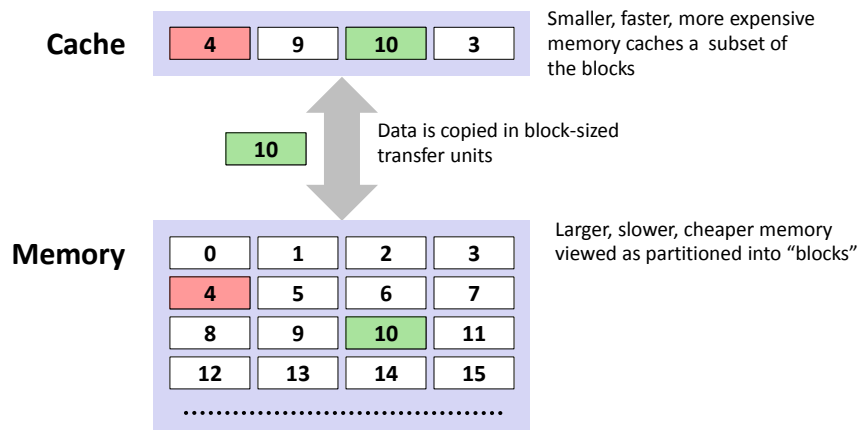 Cache
4 9 10 3
Smaller, faster, more expensive
memory caches a subset of
the blocks
10
Data is copied in block-sized
transfer units
Memory
0 1 2 3
4 5 6 7
8 9 10 11
12 13 14 15
Larger, slower, cheaper memory
viewed as partitioned into “blocks”